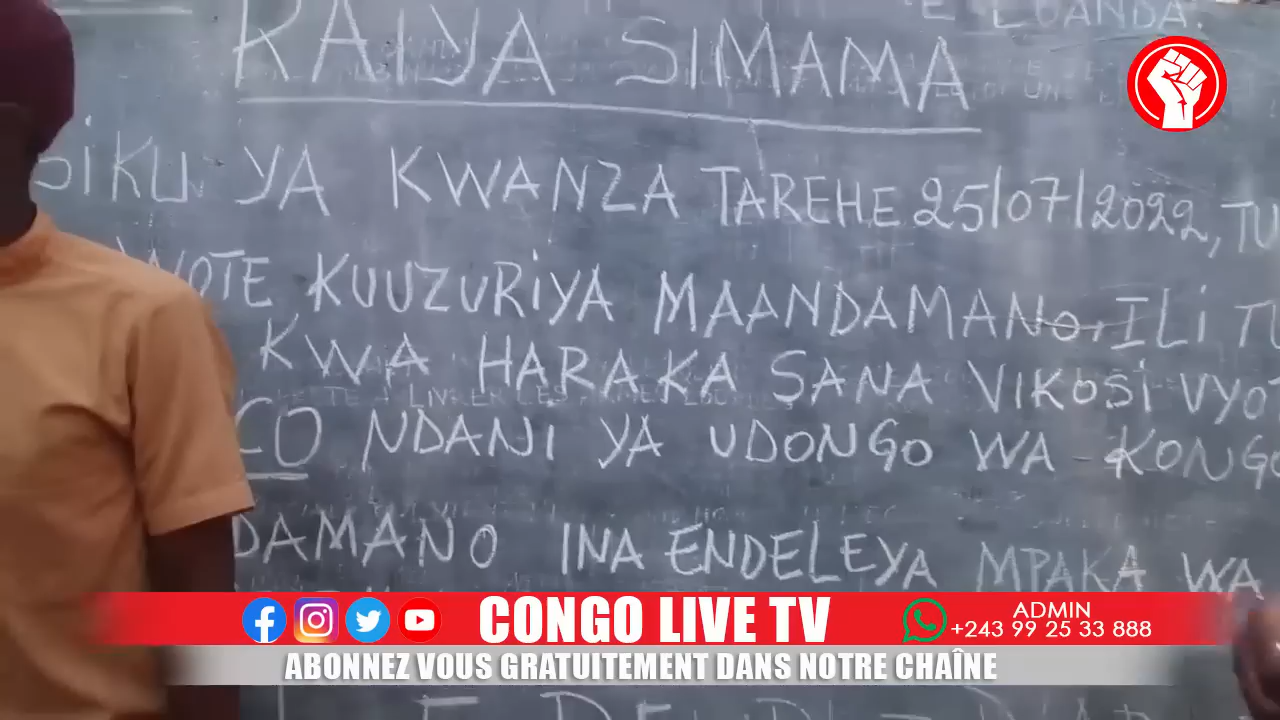 E LUANDA.
RAIYA SIMAMA
SIKU YA KWANZA TAREHE 25/07/2022, TU
WOTE KUUZURIYA MAANDAMANO, ILI TU
KWA HARAKA SANA VIKOSI VYOT
CO NDANI YA UDONGO WA KONGO
DAMANO INA ENDELEYA MPAKA WA
CONGO LIVE TV
ADMIN
+243 99 25 33 888
ABONNEZ VOUS GRATUITEMENT DANS NOTRE CHAÎNE